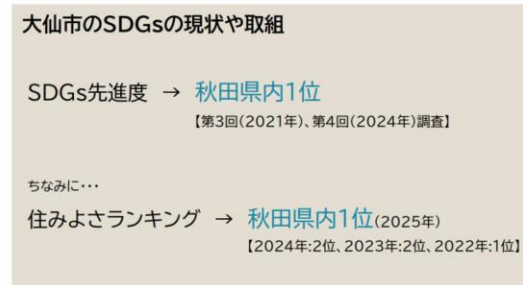 大仙市のSDGsの現状や取組
SDGs先進度 → 秋田県内1位
【第3回(2021年)、第4回(2024年)調査】
ちなみに・・・
住みよさランキング → 秋田県内1位(2025年)
【2024年:2位、2023年:2位、2022年:1位】